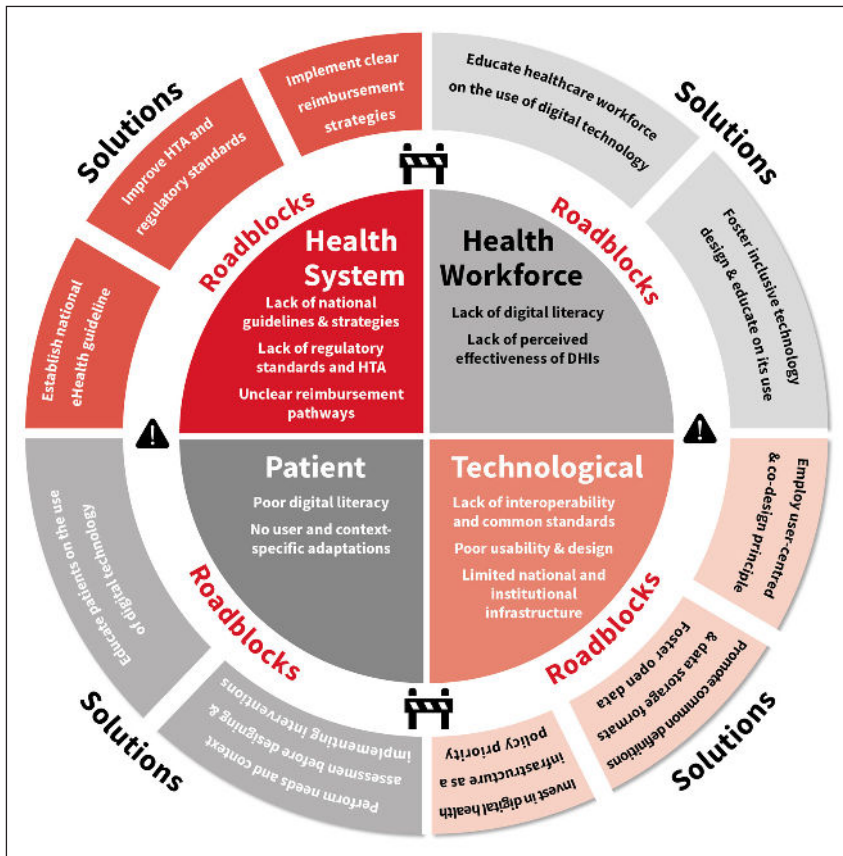 Solutions
Implement clear
reimbursement
strategies
Improve HTA and
regulatory standards
Establish national
eHealth guideline
Roadblocks
Health
System
Lack of national
guidelines & strategies
Lack of regulatory
standards and HTA
Unclear reimbursement
pathways
Solutions
Educate healthcare workforce
on the use of digital technology
Foster inclusive technology
design & educate on its use
Roadblocks
Health
Workforce
Lack of digital literacy
Lack of perceived
effectiveness of DHIs
Patient
Poor digital literacy
No user and context-
specific adaptations
Roadblocks
Educate patients on the use
of digital technology
Perform needs and context
assessmen before designing &
implementing interventions
Solutions
Technological
Lack of interoperability
and common standards
Poor usability & design
Limited national and
institutional
infrastructure
Roadblocks
Employ user-centred
& co-design principle
Promote common definitions
& data storage formats
Foster open data
Invest in digital health
infrastructure as a
policy priority
Solutions